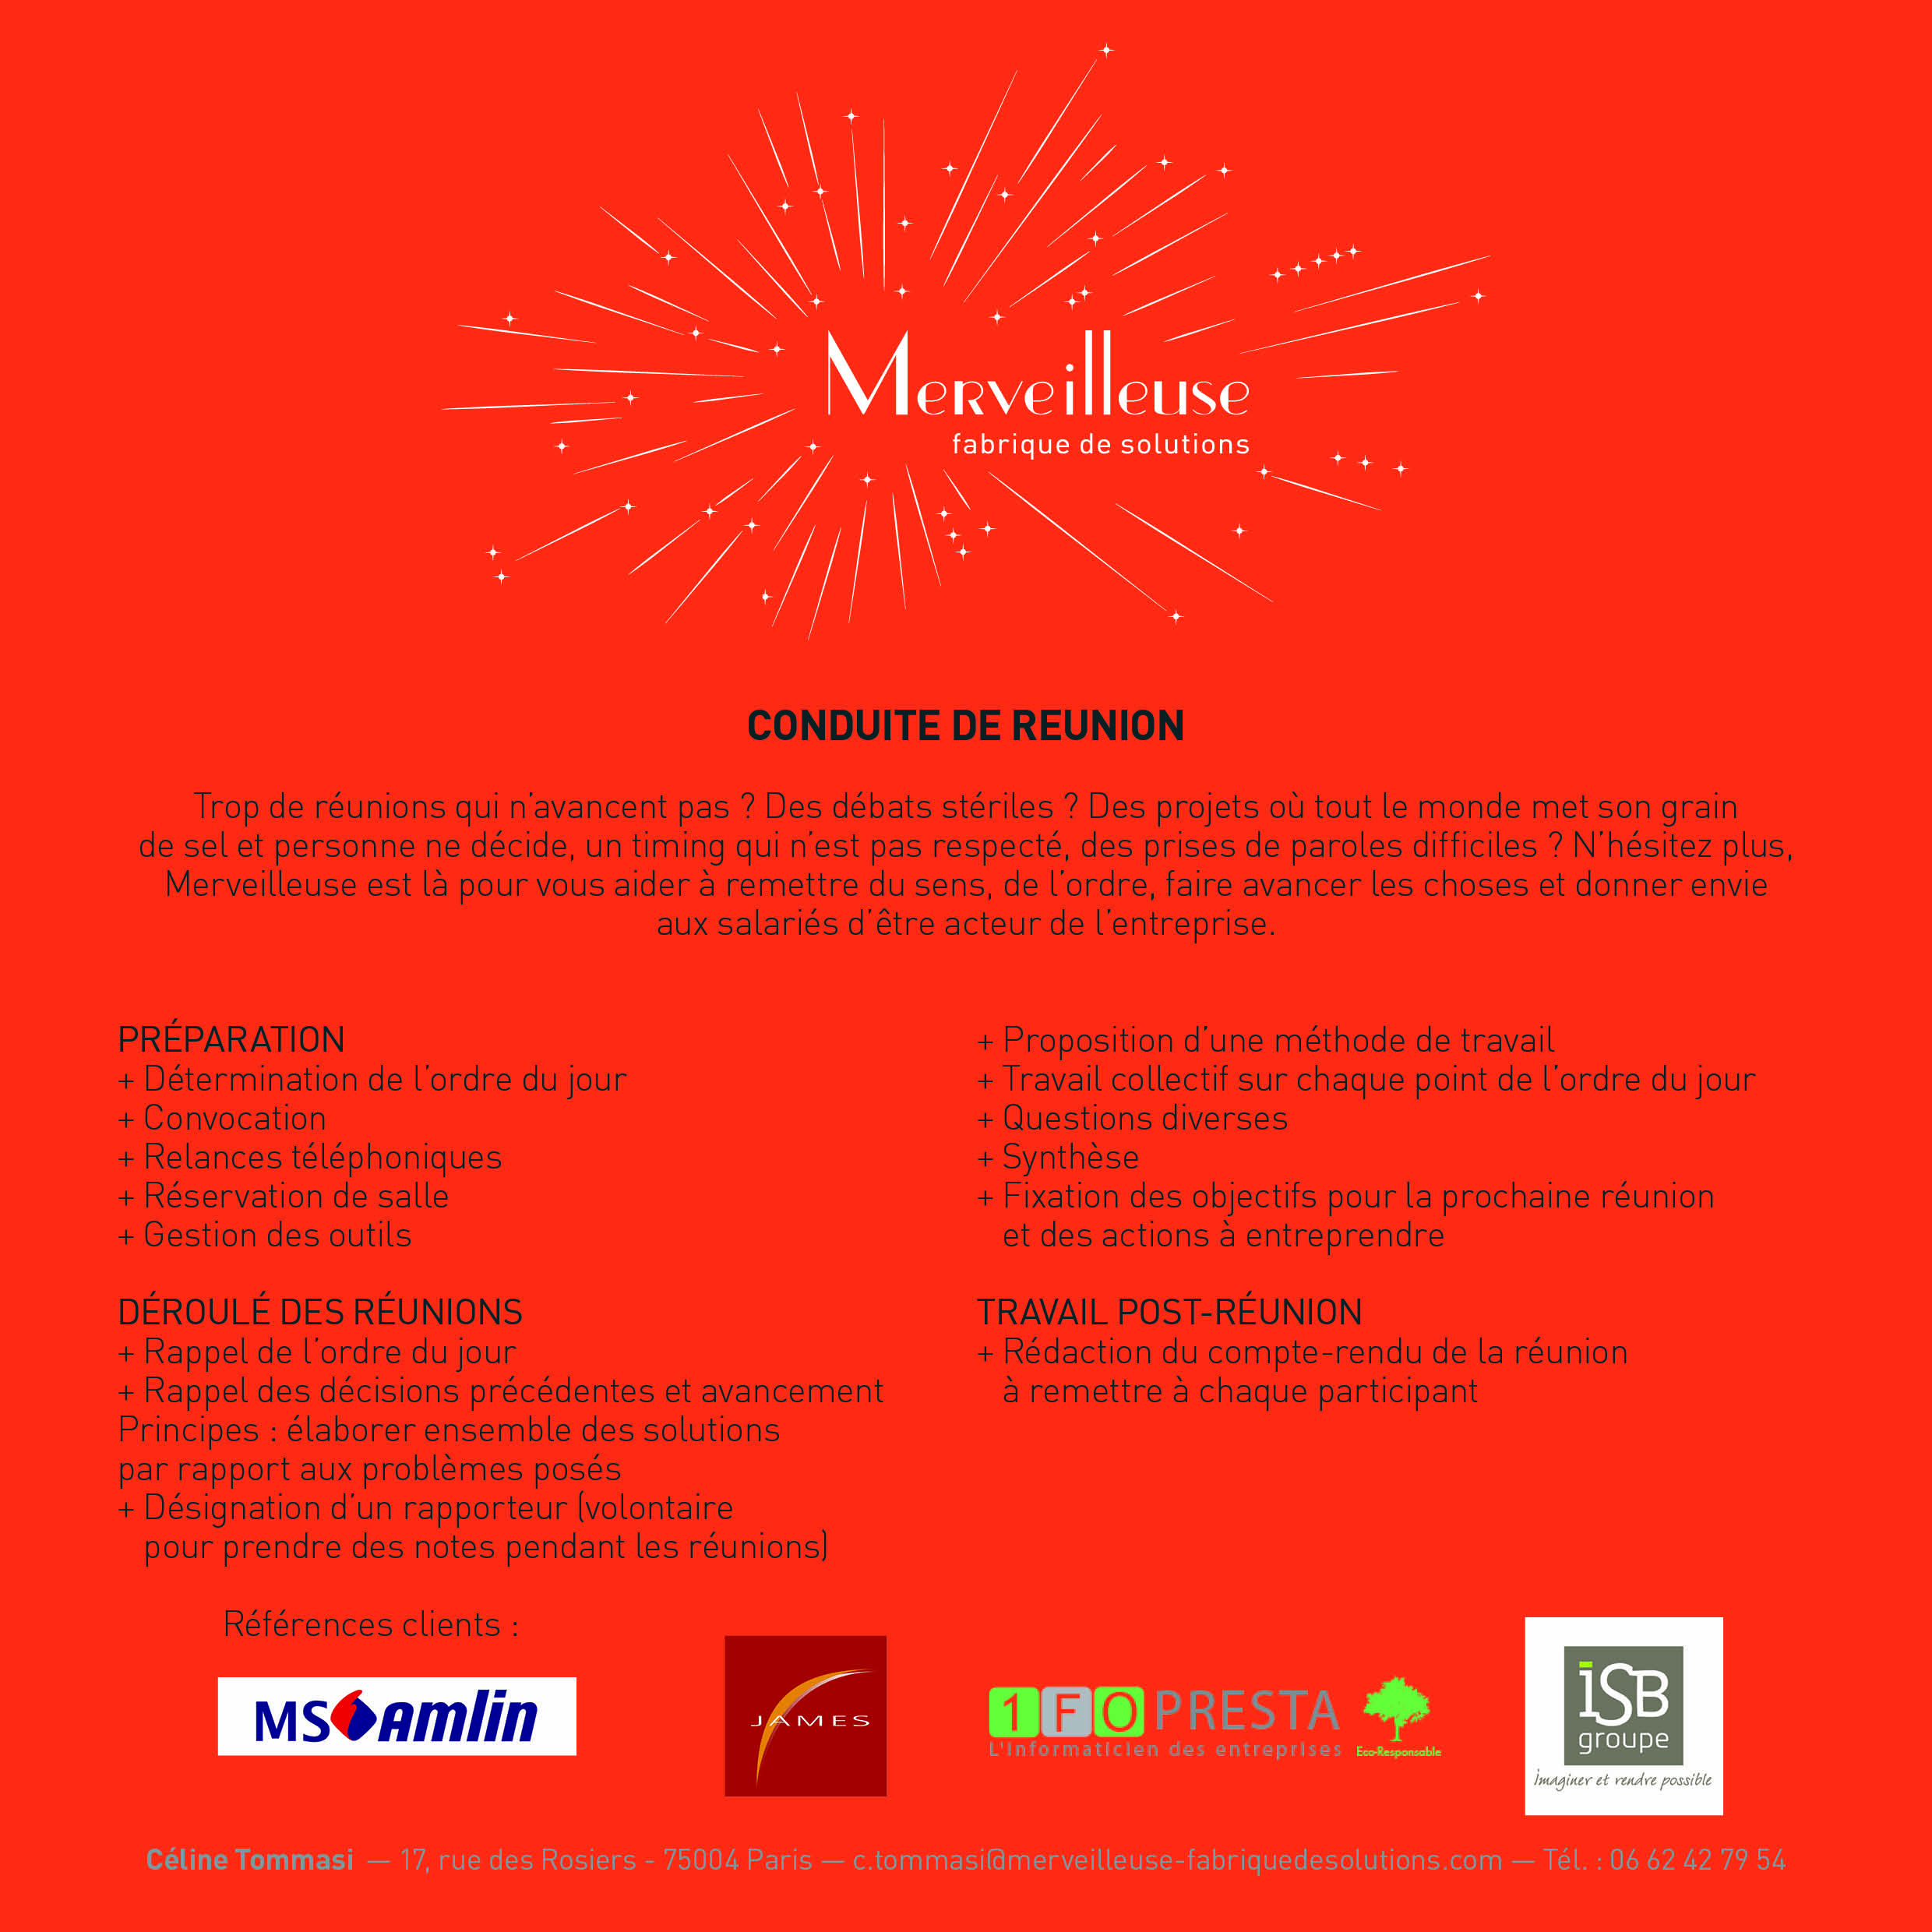 Merveilleuse
fabrique de solutions
CONDUITE DE REUNION
Trop de réunions qui n’avancent pas ? Des débats stériles ? Des projets où tout le monde met son grain
de sel et personne ne décide, un timing qui n’est pas respecté, des prises de paroles difficiles ? N’hésitez plus,
Merveilleuse est là pour vous aider à remettre du sens, de l’ordre, faire avancer les choses et donner envie
aux salariés d’être acteur de l’entreprise.
PRÉPARATION
+ Détermination de l’ordre du jour
+ Convocation
+ Relances téléphoniques
+ Réservation de salle
+ Gestion des outils
DÉROULÉ DES RÉUNIONS
+ Rappel de l’ordre du jour
+ Rappel des décisions précédentes et avancement
Principes : élaborer ensemble des solutions
par rapport aux problèmes posés
+ Désignation d’un rapporteur (volontaire
pour prendre des notes pendant les réunions)
+ Proposition d’une méthode de travail
+ Travail collectif sur chaque point de l’ordre du jour
+ Questions diverses
+ Synthèse
+ Fixation des objectifs pour la prochaine réunion
et des actions à entreprendre
TRAVAIL POST-RÉUNION
+ Rédaction du compte-rendu de la réunion
à remettre à chaque participant
Références clients :
MS amlin
JAMES
1FO PRESTA
L'informaticien des entreprises
Eco-Responsable
iSB
groupe
Imaginer et rendre possible
Céline Tommasi — 17, rue des Rosiers - 75004 Paris — c.tommasi@merveilleuse-fabriquedesolutions.com — Tél. : 06 62 42 79 54